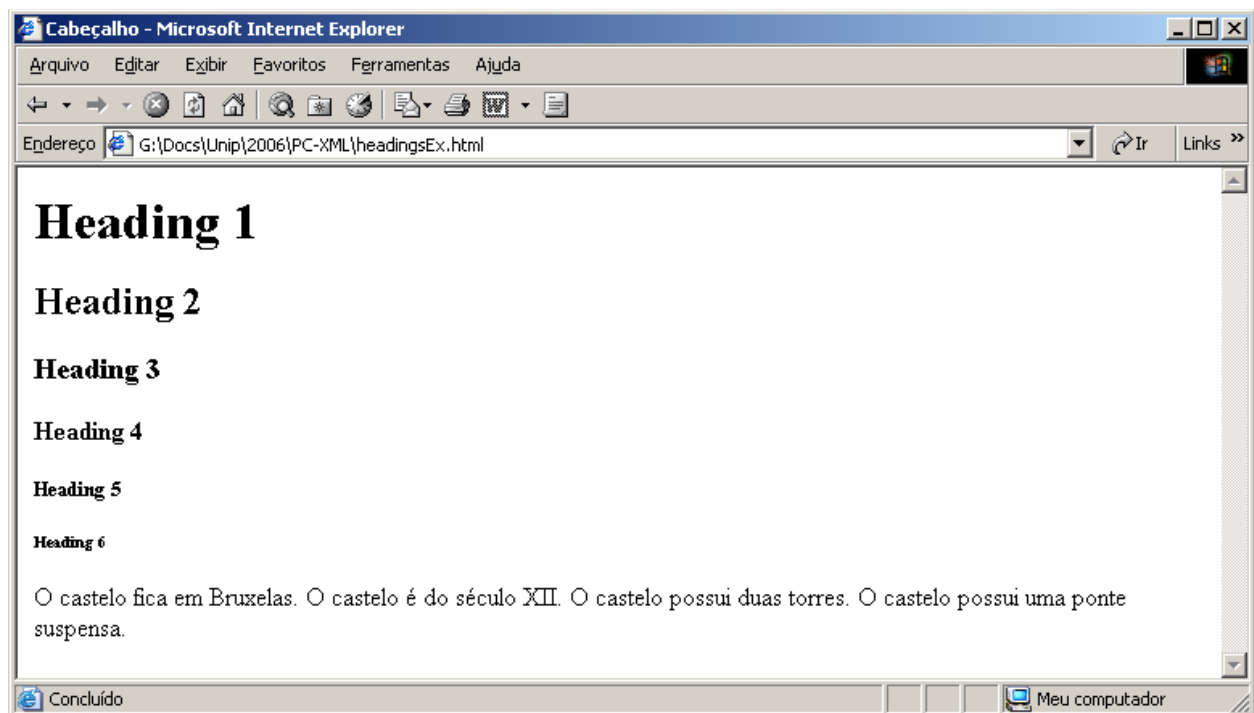 Cabeçalho - Microsoft Internet Explorer
Arquivo Editar Exibir Favoritos Ferramentas Ajuda
Endereço G:\Docs\Unip\2006\PC-XML\headingsEx.html Ir Links »
Heading 1
Heading 2
Heading 3
Heading 4
Heading 5
Heading 6
O castelo fica em Bruxelas. O castelo é do século XII. O castelo possui duas torres. O castelo possui uma ponte
suspensa.
Concluído Meu computador